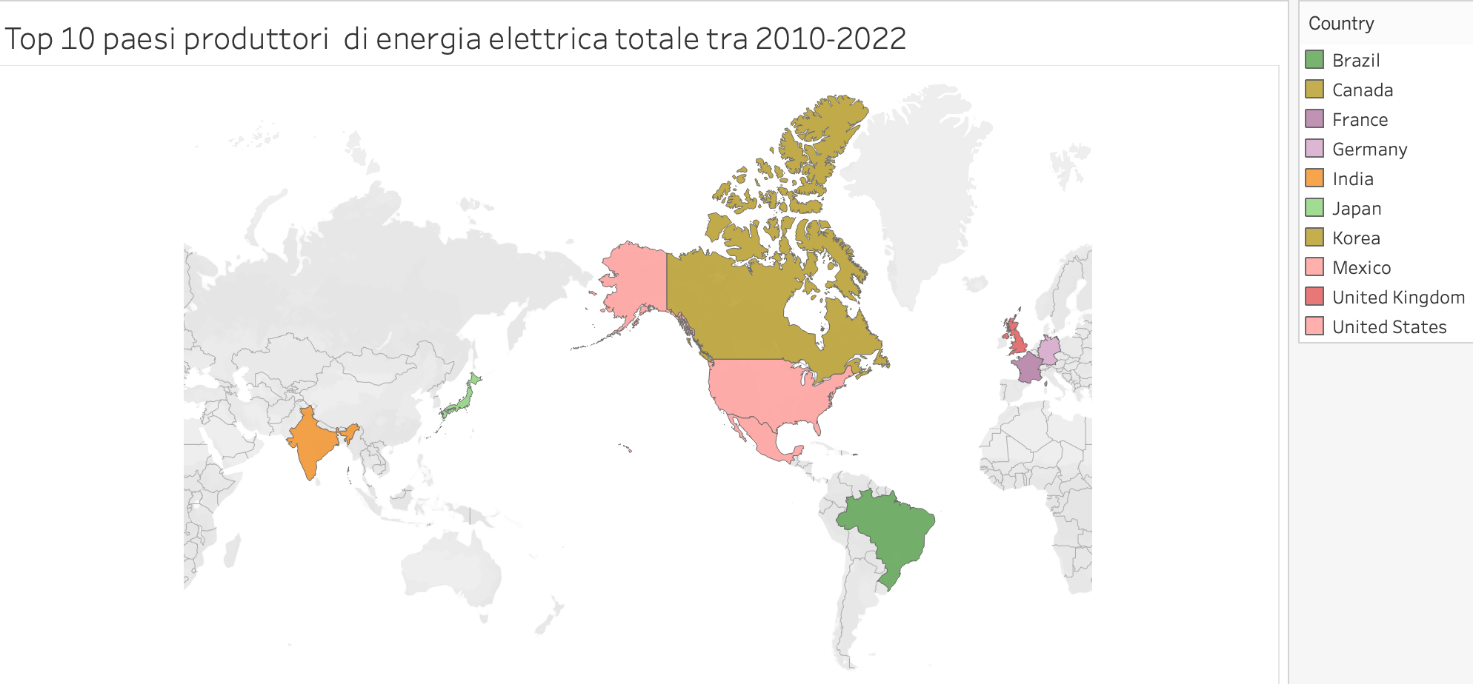 Top 10 paesi produttori di energia elettrica totale tra 2010-2022
Country
Brazil
Canada
France
Germany
India
Japan
Korea
Mexico
United Kingdom
United States